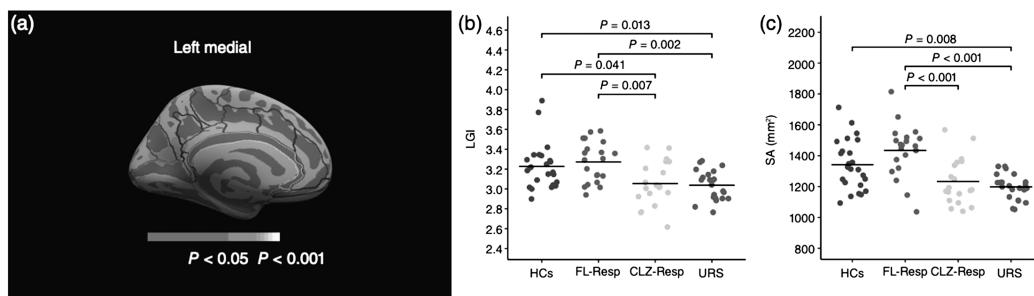 (a)
Left medial
P < 0.05 P < 0.001
(b)
P = 0.013
P = 0.002
P = 0.041
P = 0.007
LGI
4.6
4.4
4.2
4.0
3.8
3.6
3.4
3.2
3.0
2.8
2.6
2.4
HCs FL-Resp CLZ-Resp URS
(c)
P = 0.008
P < 0.001
P < 0.001
SA (mm²)
2200
2000
1800
1600
1400
1200
1000
800
HCs FL-Resp CLZ-Resp URS